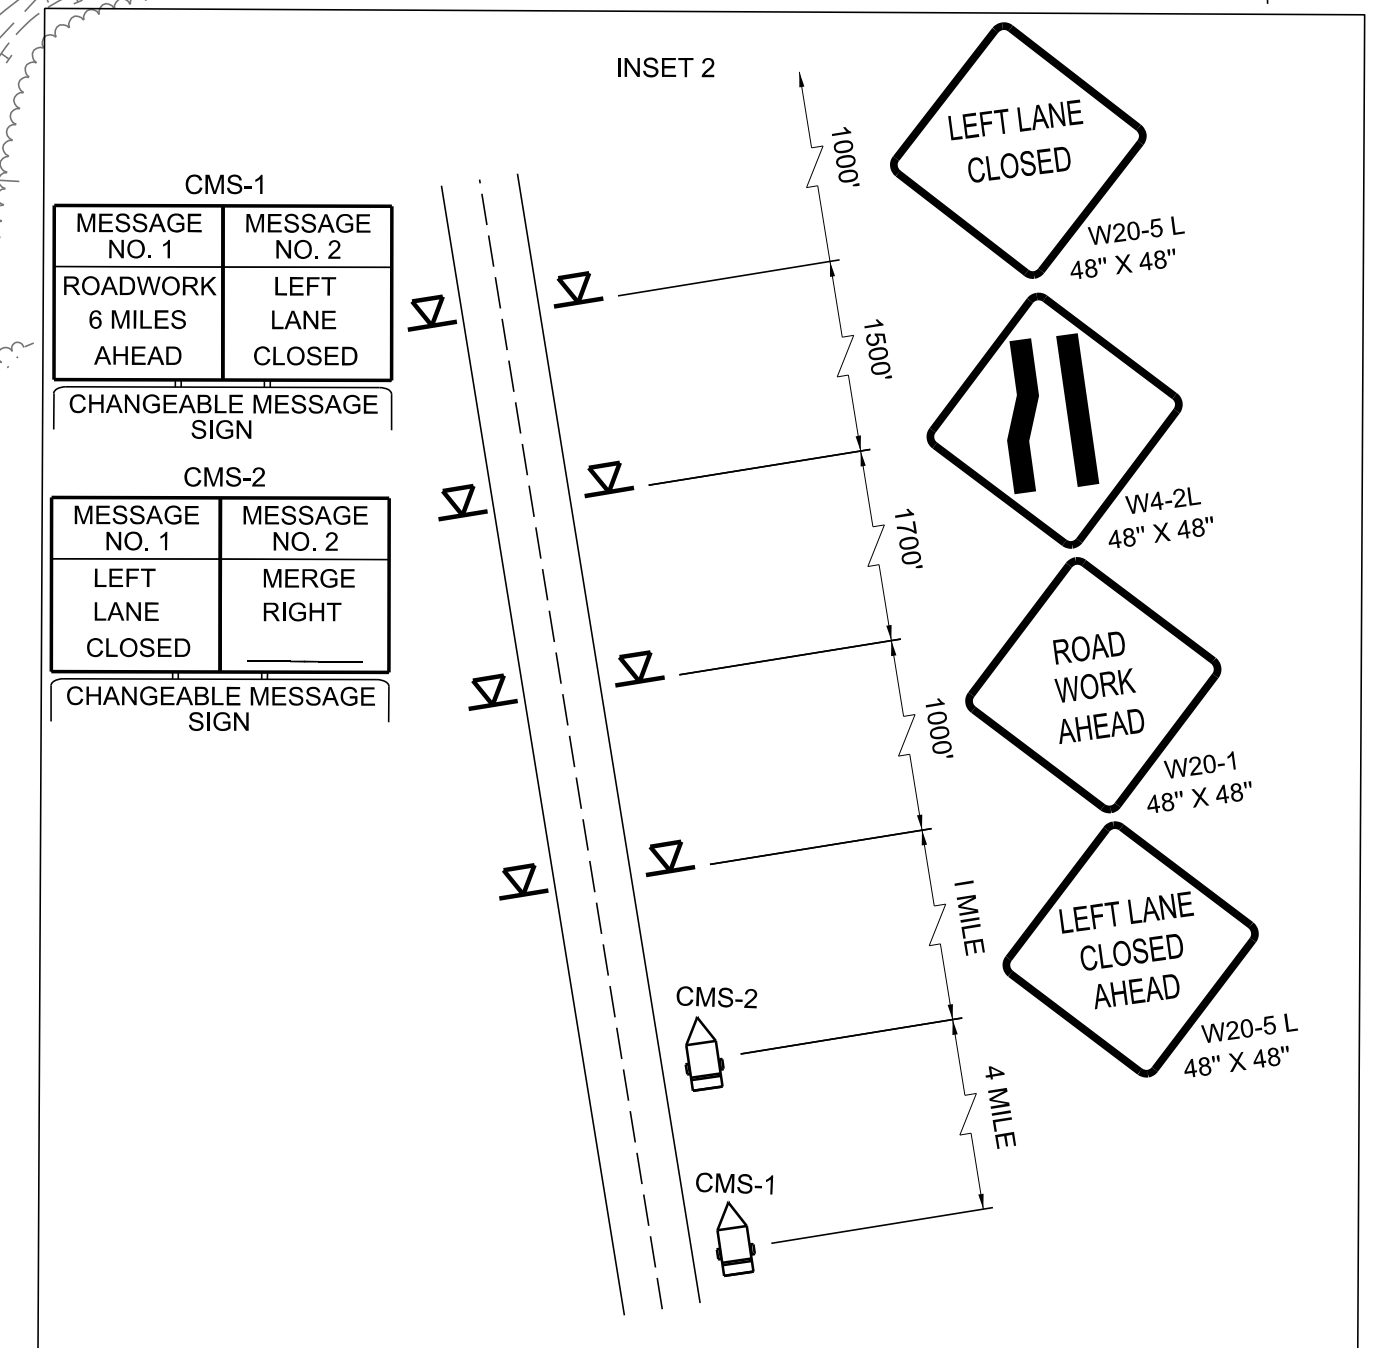 INSET 2
CMS-1
MESSAGE NO. 1
MESSAGE NO. 2
ROADWORK
6 MILES
AHEAD
LEFT
LANE
CLOSED
CHANGEABLE MESSAGE
SIGN
CMS-2
MESSAGE NO. 1
MESSAGE NO. 2
LEFT
LANE
CLOSED
MERGE
RIGHT
CHANGEABLE MESSAGE
SIGN
1000'
1500'
1700'
1000'
1 MILE
4 MILE
CMS-2
CMS-1
LEFT LANE
CLOSED
W20-5 L
48" X 48"
W4-2L
48" X 48"
ROAD
WORK
AHEAD
W20-1
48" X 48"
LEFT LANE
CLOSED
AHEAD
W20-5 L
48" X 48"